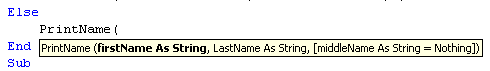 Else
PrintName(
End
PrintName (firstName As String, LastName As String, [middleName As String = Nothing])
Sub